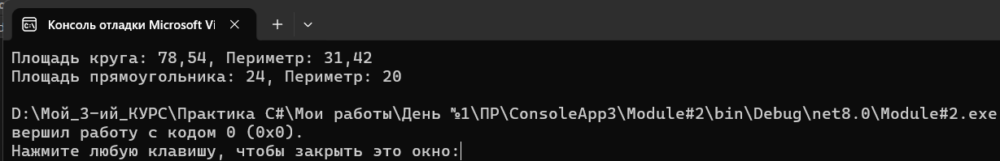 Консоль отладки Microsoft Vi
Площадь круга: 78,54, Периметр: 31,42
Площадь прямоугольника: 24, Периметр: 20
D:\Мой_3-ий_КУРС\Практика C#\Мои работы\День №1\ПР\ConsoleApp3\Module#2\bin\Debug\net8.0\Module#2.exe
вершил работу с кодом 0 (0x0).
Нажмите любую клавишу, чтобы закрыть это окно: